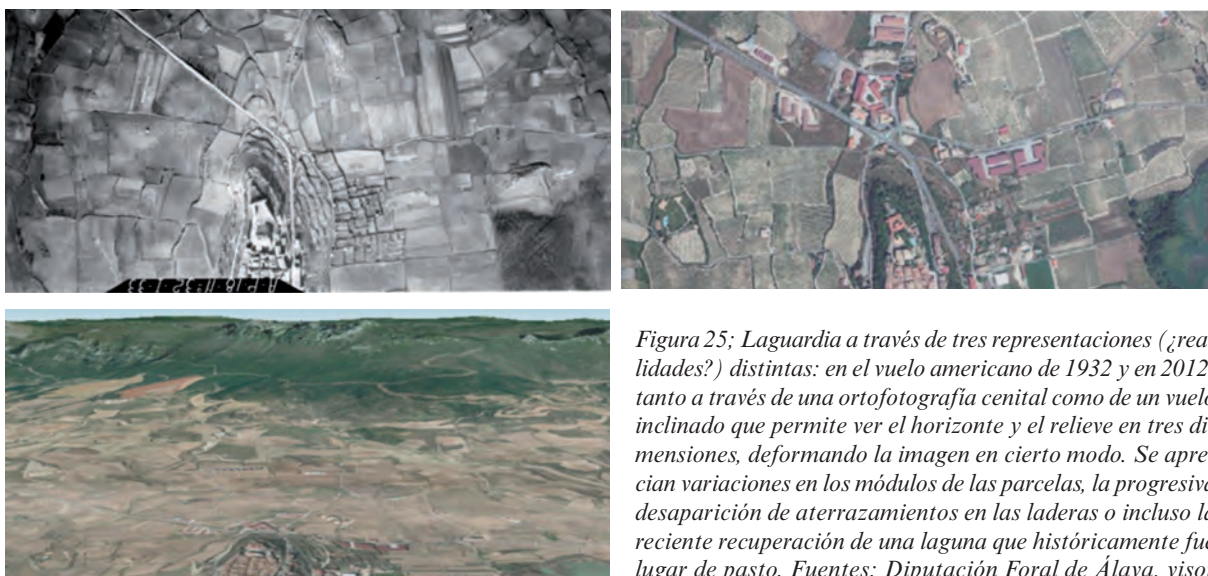 Figura 25; Laguardia a través de tres representaciones (¿rea-
lidades?) distintas: en el vuelo americano de 1932 y en 2012,
tanto a través de una ortofotografía cenital como de un vuelo
inclinado que permite ver el horizonte y el relieve en tres di-
mensiones, deformando la imagen en cierto modo. Se apre-
cian variaciones en los módulos de las parcelas, la progresiva
desaparición de aterrazamientos en las laderas o incluso la
reciente recuperación de una laguna que históricamente fue
lugar de pasto. Fuentes: Diputación Foral de Álava, visor